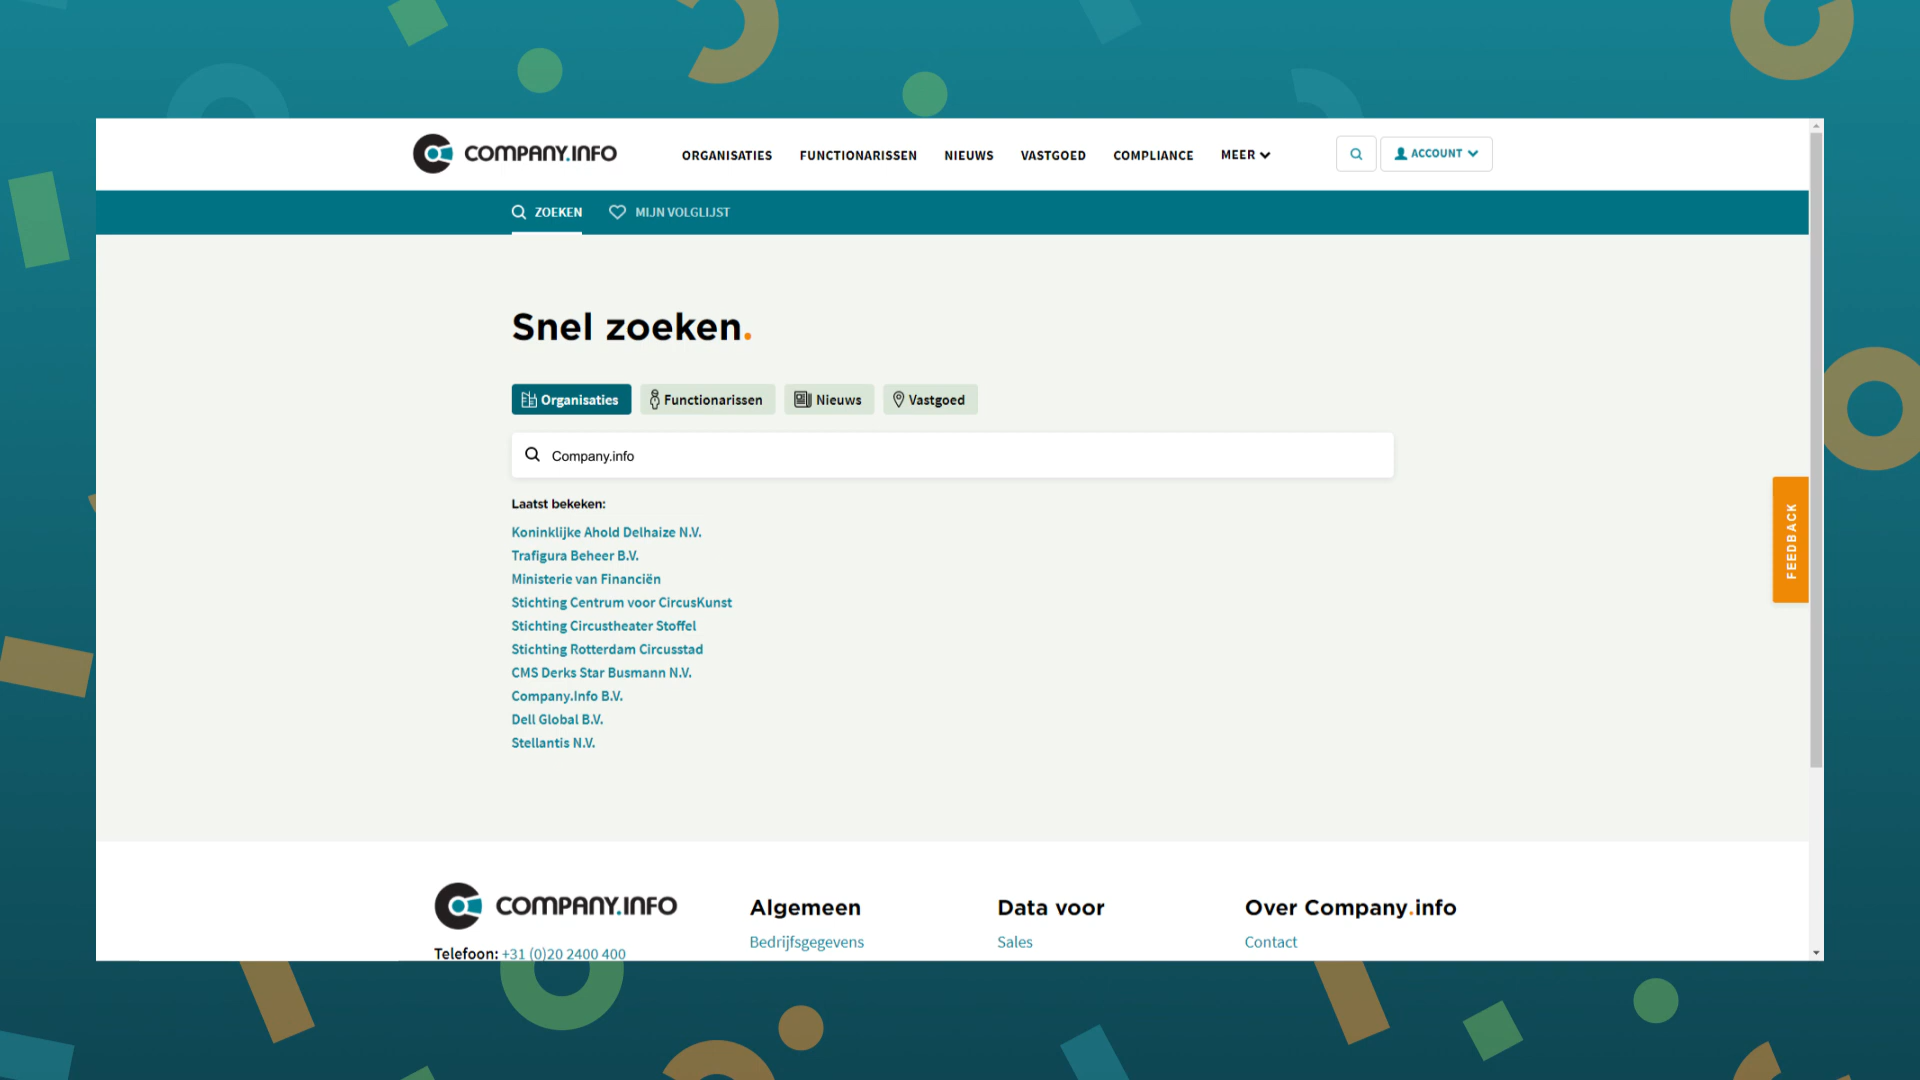 COMPANY.INFO ORGANISATIES FUNCTIONARISSEN NIEUWS VASTGOED COMPLIANCE MEER ACCOUNT
ZOEKEN MIJN VOLGLIJST
Snel zoeken.
Organisaties Functionarissen Nieuws Vastgoed
Company.info
Laatst bekeken:
Koninklijke Ahold Delhaize N.V.
Trafigura Beheer B.V.
Ministerie van Financiën
Stichting Centrum voor CircusKunst
Stichting Circustheater Stoffel
Stichting Rotterdam Circusstad
CMS Derks Star Busmann N.V.
Company.Info B.V.
Dell Global B.V.
Stellantis N.V.
FEEDBACK
COMPANY.INFO
Telefoon: +31 (0)20 2400 400
Algemeen
Bedrijfsgegevens
Data voor
Sales
Over Company.info
Contact